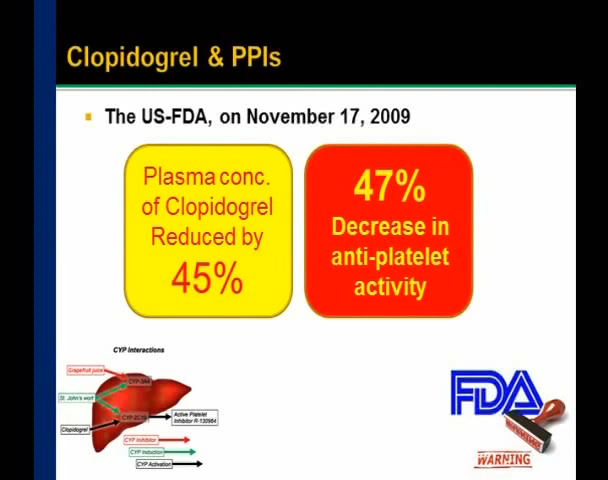 Clopidogrel & PPIs
The US-FDA, on November 17, 2009
Plasma conc.
of Clopidogrel
Reduced by
45%
47%
Decrease in
anti-platelet
activity
CYP Interactions
Grapefruit juice
CYP-3A4
St. John's wort
CYP-2C19
Active Platelet
Inhibitor R-130964
Clopidogrel
CYP Inhibitor
CYP Induction
CYP Activation
FDA
WARNING